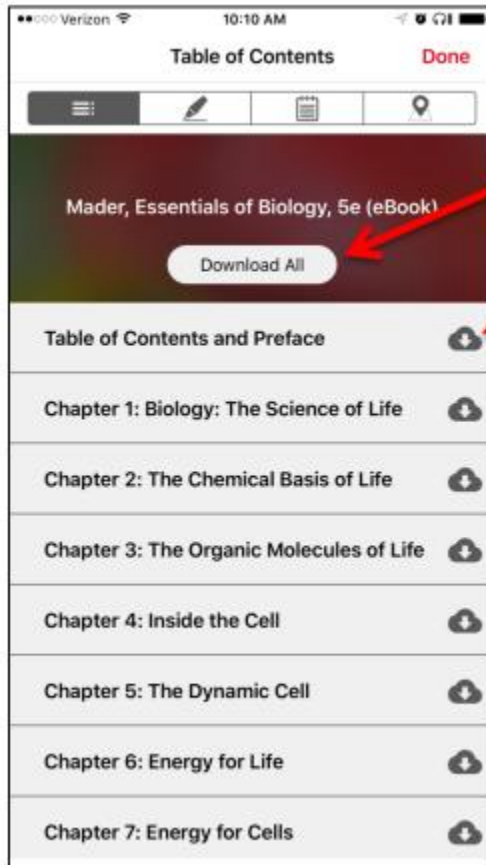 Verizon 10:10 AM
Table of Contents Done
Mader, Essentials of Biology, 5e (eBook)
Download All
Table of Contents and Preface
Chapter 1: Biology: The Science of Life
Chapter 2: The Chemical Basis of Life
Chapter 3: The Organic Molecules of Life
Chapter 4: Inside the Cell
Chapter 5: The Dynamic Cell
Chapter 6: Energy for Life
Chapter 7: Energy for Cells